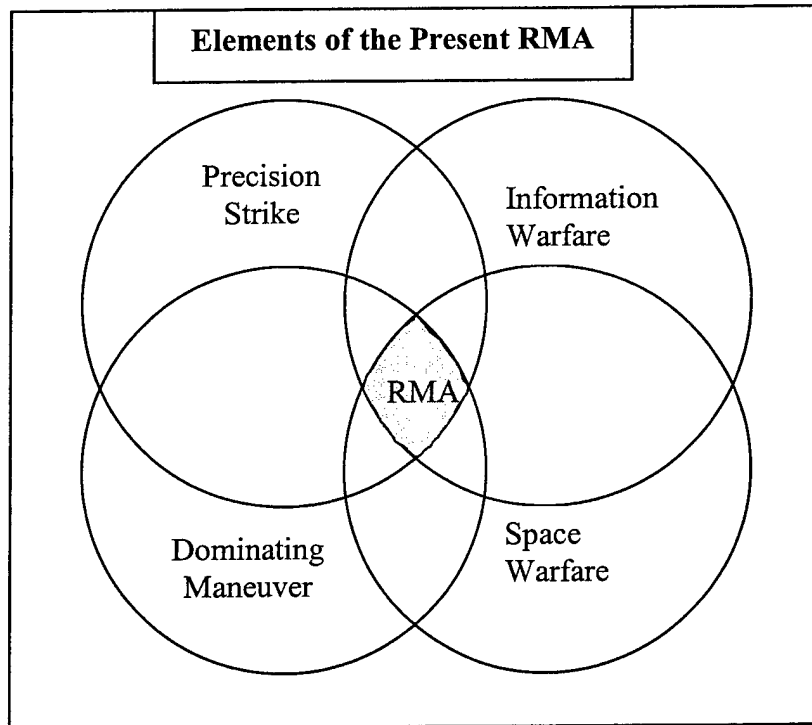 Elements of the Present RMA
Precision
Strike
Information
Warfare
RMA
Dominating
Maneuver
Space
Warfare